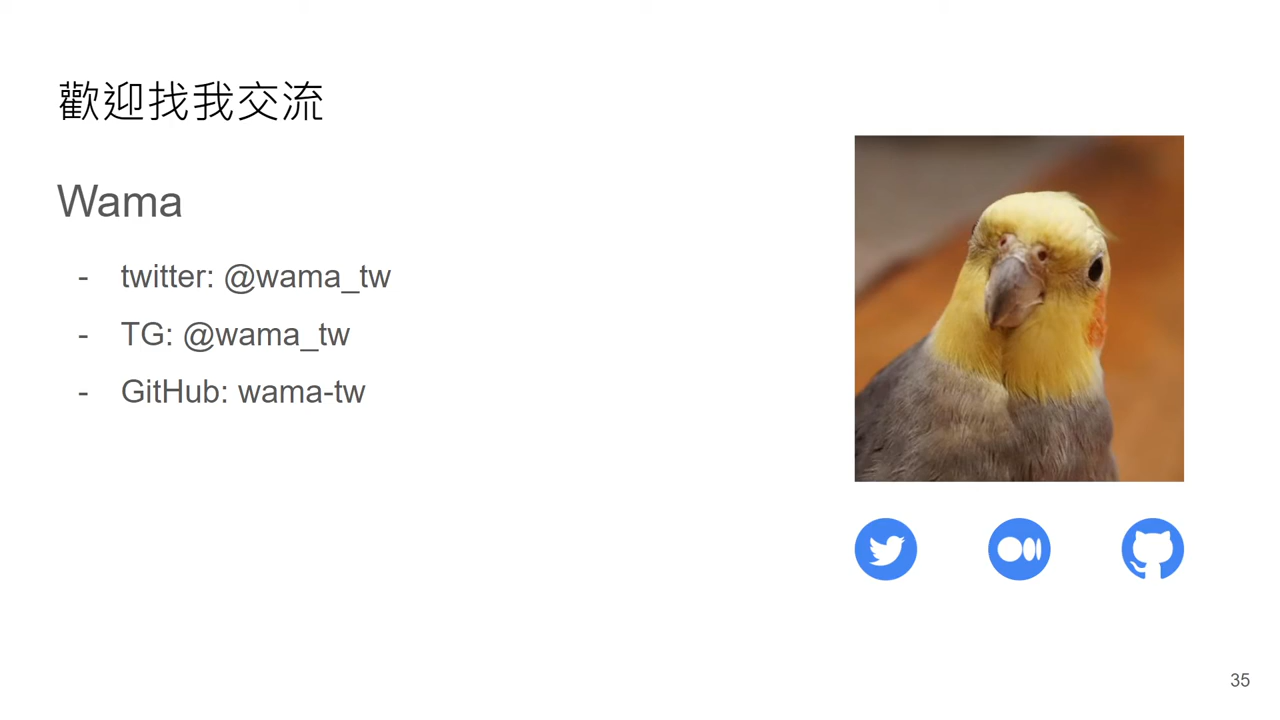 歡迎找我交流
Wama
- twitter: @wama_tw
- TG: @wama_tw
- GitHub: wama-tw
35